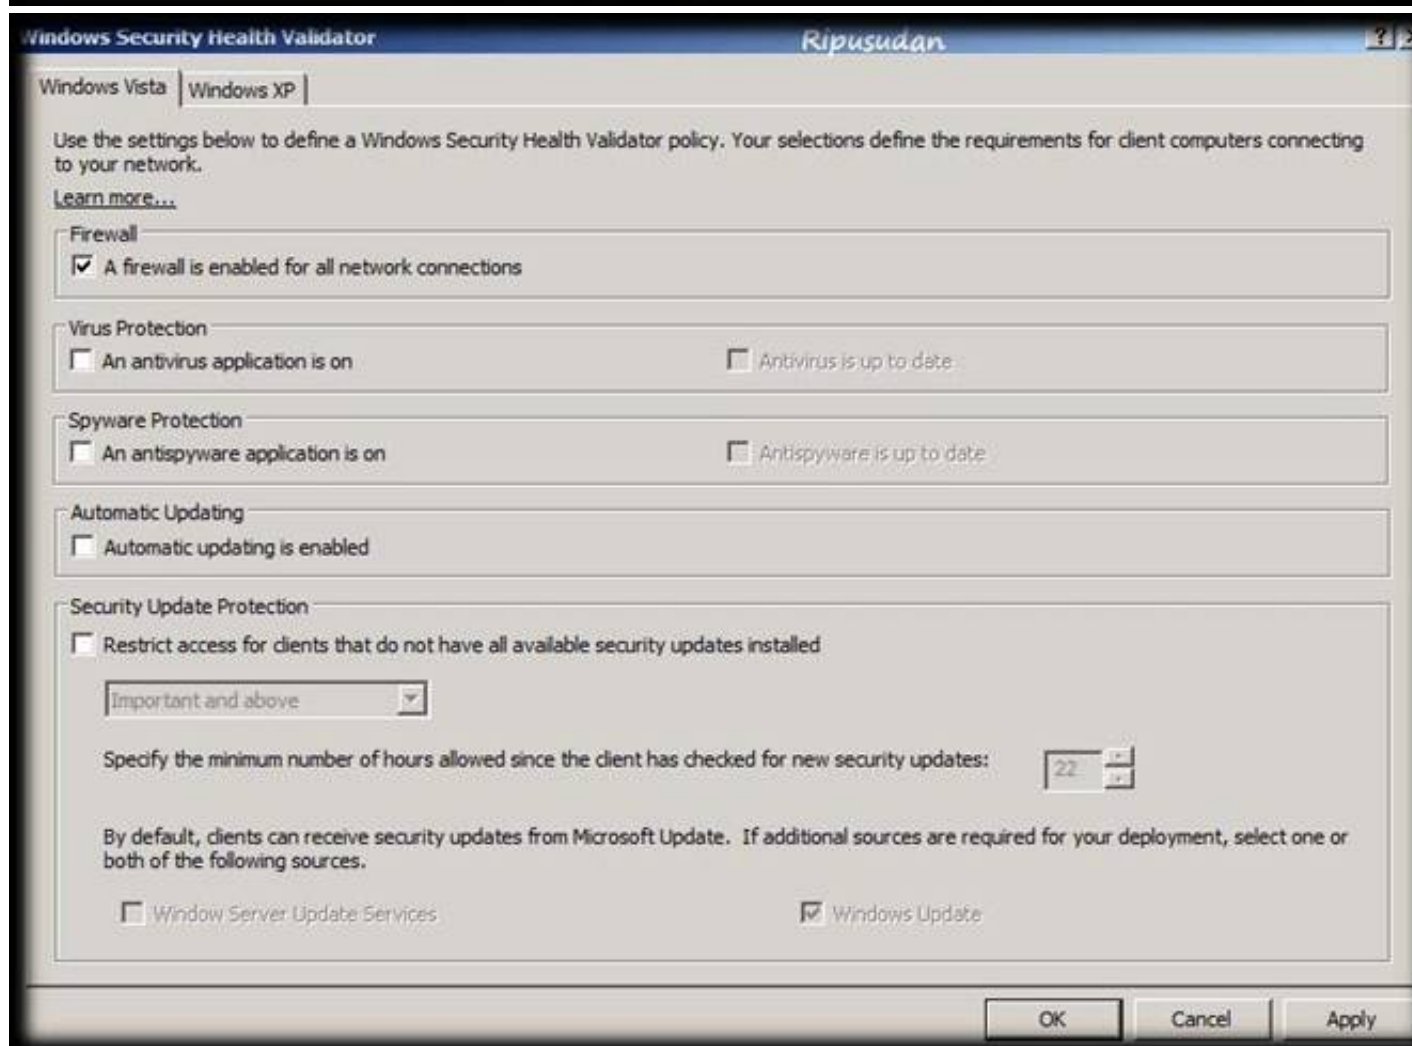 Windows Security Health Validator
Ripusudan
Windows Vista
Windows XP
Use the settings below to define a Windows Security Health Validator policy. Your selections define the requirements for client computers connecting
to your network.
Learn more...
Firewall
A firewall is enabled for all network connections
Virus Protection
An antivirus application is on
Antivirus is up to date
Spyware Protection
An antispyware application is on
Antispyware is up to date
Automatic Updating
Automatic updating is enabled
Security Update Protection
Restrict access for clients that do not have all available security updates installed
Important and above
Specify the minimum number of hours allowed since the client has checked for new security updates:
22
By default, clients can receive security updates from Microsoft Update. If additional sources are required for your deployment, select one or
both of the following sources.
Window Server Update Services
Windows Update
OK
Cancel
Apply